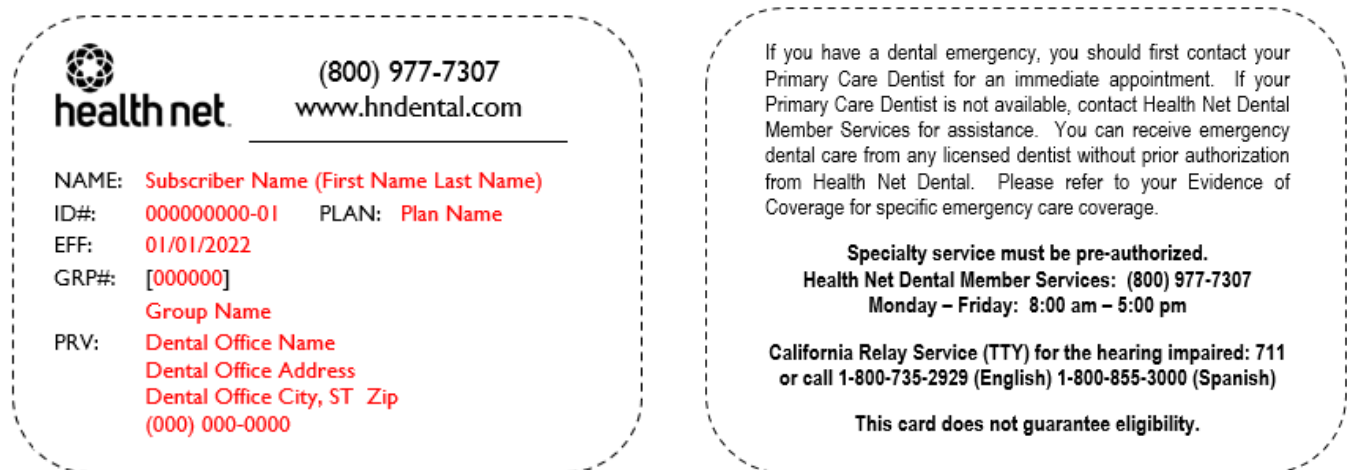 health net.
(800) 977-7307
www.hndental.com
NAME: Subscriber Name (First Name Last Name)
ID#: 000000000-01 PLAN: Plan Name
EFF: 01/01/2022
GRP#: [000000]
Group Name
PRV: Dental Office Name
Dental Office Address
Dental Office City, ST Zip
(000) 000-0000
If you have a dental emergency, you should first contact your
Primary Care Dentist for an immediate appointment. If your
Primary Care Dentist is not available, contact Health Net Dental
Member Services for assistance. You can receive emergency
dental care from any licensed dentist without prior authorization
from Health Net Dental. Please refer to your Evidence of
Coverage for specific emergency care coverage.
Specialty service must be pre-authorized.
Health Net Dental Member Services: (800) 977-7307
Monday – Friday: 8:00 am – 5:00 pm
California Relay Service (TTY) for the hearing impaired: 711
or call 1-800-735-2929 (English) 1-800-855-3000 (Spanish)
This card does not guarantee eligibility.